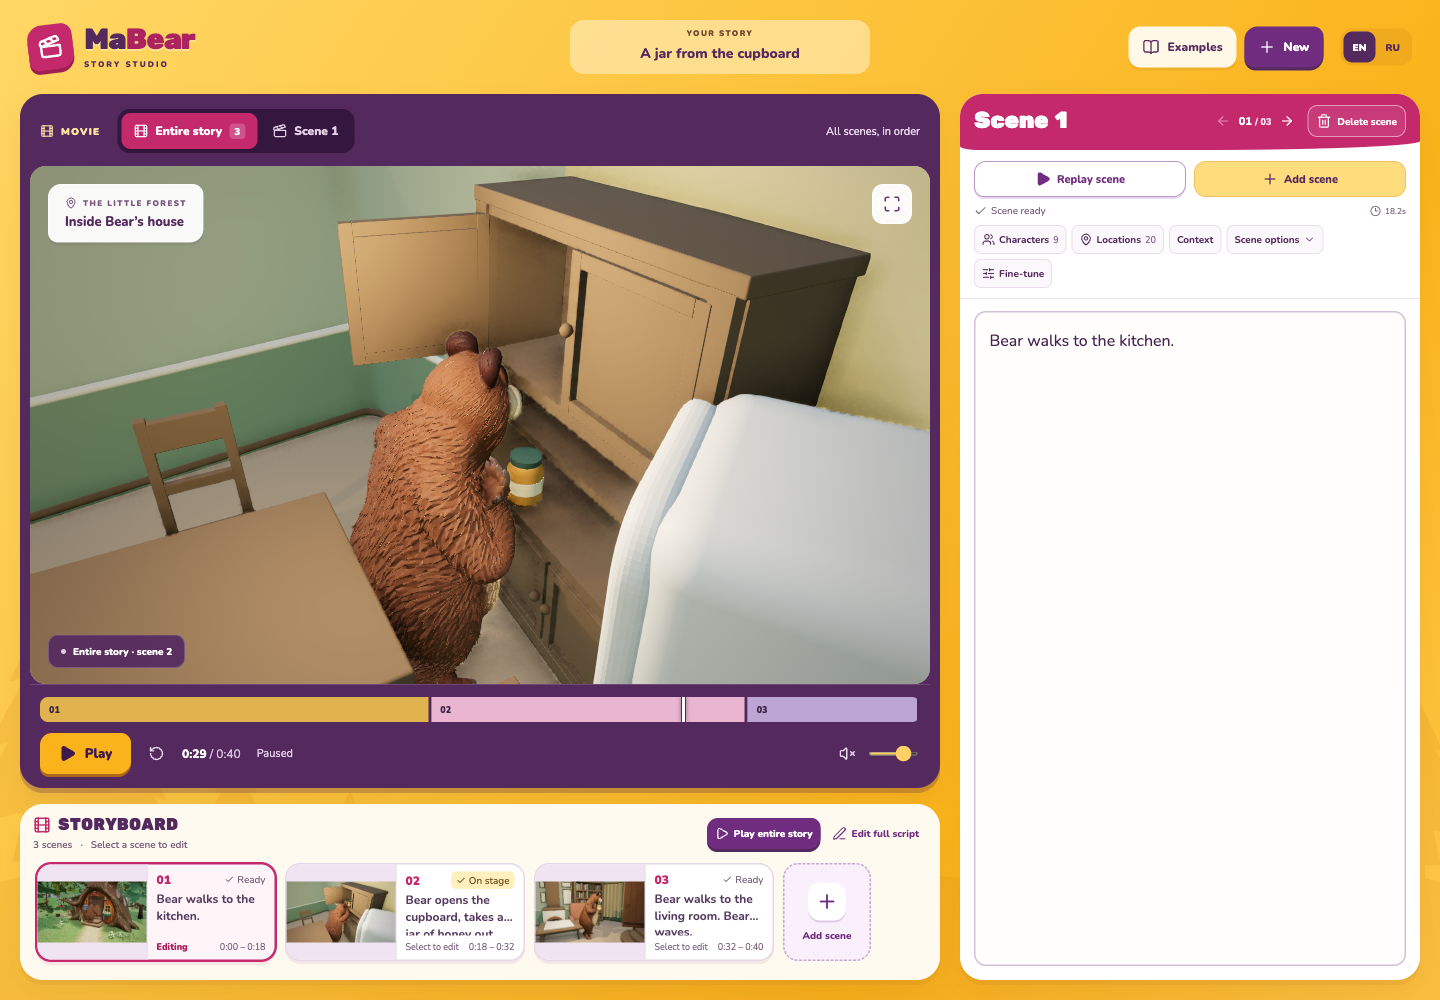 MaBear
STORY STUDIO
YOUR STORY
A jar from the cupboard
Examples
New
EN
RU
MOVIE
Entire story 3
Scene 1
All scenes, in order
THE LITTLE FOREST
Inside Bear's house
Entire story · scene 2
01
02
03
Play
0:29 / 0:40
Paused
STORYBOARD
3 scenes · Select a scene to edit
Play entire story
Edit full script
01
Ready
Bear walks to the
kitchen.
Editing
0:00 – 0:18
02
On stage
Bear opens the
cupboard, takes a...
jar of honey out
Select to edit
0:18 – 0:32
03
Ready
Bear walks to the
living room. Bear...
waves.
Select to edit
0:32 – 0:40
Add scene
Scene 1
01 / 03
Delete scene
Replay scene
Add scene
Scene ready
18.2s
Characters 9
Locations 20
Context
Scene options
Fine-tune
Bear walks to the kitchen.